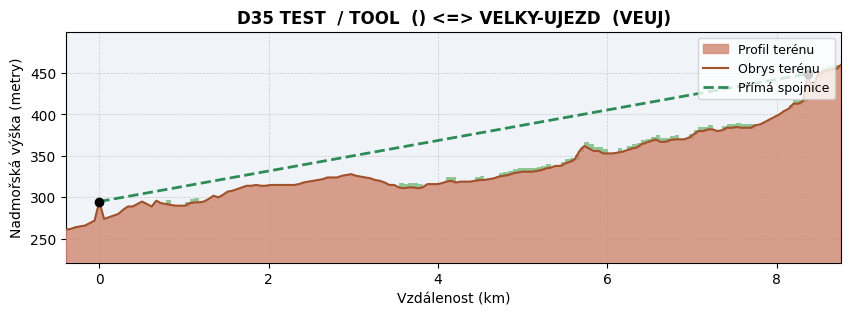 D35 TEST / TOOL () <=> VELKY-UJEZD (VEUJ)
Profil terénu
Obrys terénu
Přímá spojnice
Nadmořská výška (metry)
450
400
350
300
250
0
2
4
6
8
Vzdálenost (km)